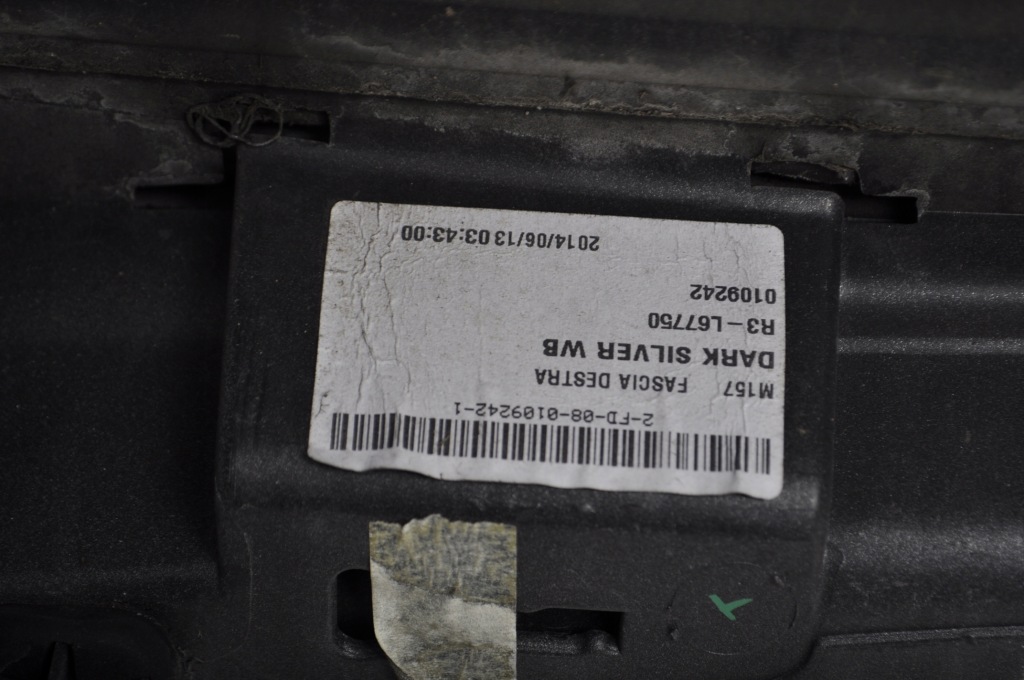 2-FD-08-0109242-1
M157 FASCIA DESTRA
DARK SILVER WB
R3-L67750
0109242
2014/06/13 03:43:00